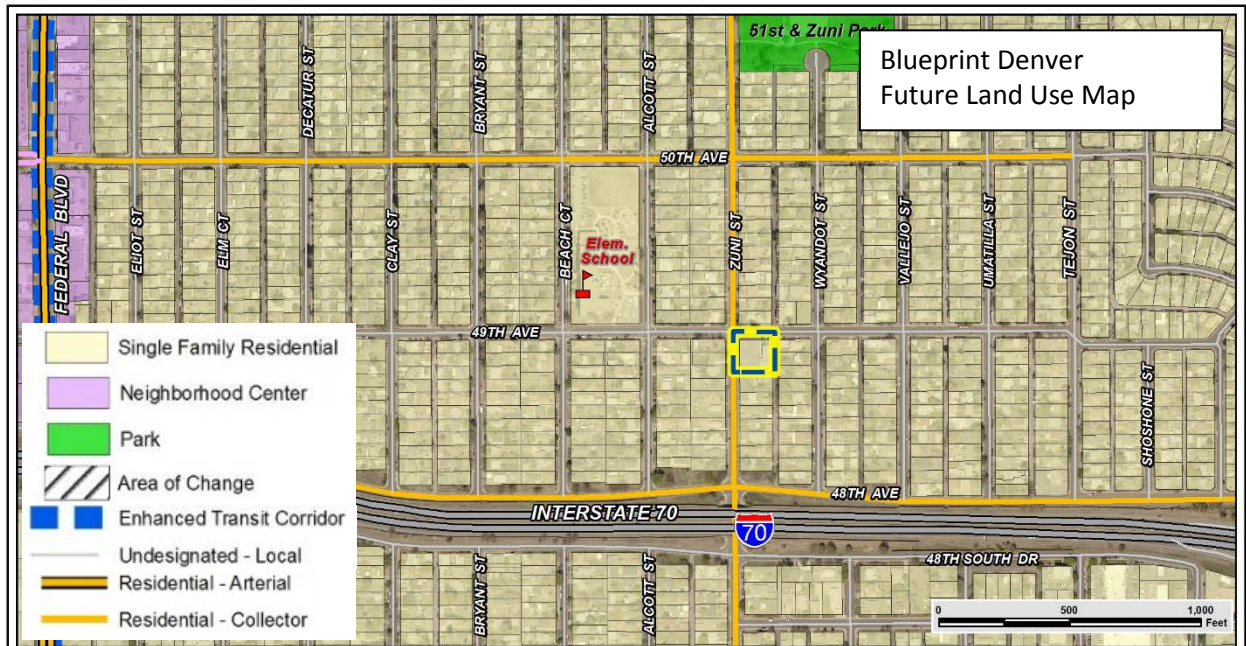 51st & Zuni Park
Blueprint Denver
Future Land Use Map
DECATUR ST
BRYANT ST
ALCOTT ST
50TH AVE
FEDERAL BLVD
ELIOT ST
ELM CT
CLAY ST
BEACH CT
Elem.
School
ZUNI ST
WYANDOT ST
VALLEJO ST
UMATILLA ST
TEJON ST
49TH AVE
SHOSHONE ST
Single Family Residential
Neighborhood Center
Park
Area of Change
Enhanced Transit Corridor
Undesignated - Local
Residential - Arterial
Residential - Collector
48TH AVE
INTERSTATE 70
70
48TH SOUTH DR
BRYANT ST
ALCOTT ST
0 500 1,000
Feet